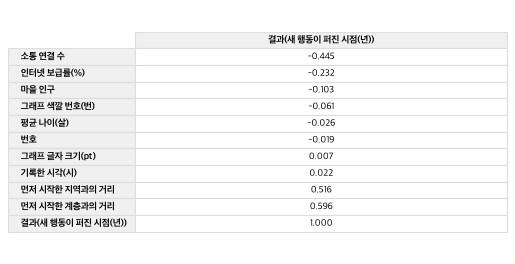 결과(새 행동이 퍼진 시점(년))
소통 연결 수 -0.445
인터넷 보급률(%) -0.232
마을 인구 -0.103
그래프 색깔 번호(번) -0.061
평균 나이(살) -0.026
번호 -0.019
그래프 글자 크기(pt) 0.007
기록한 시각(시) 0.022
먼저 시작한 지역과의 거리 0.516
먼저 시작한 계층과의 거리 0.596
결과(새 행동이 퍼진 시점(년)) 1.000